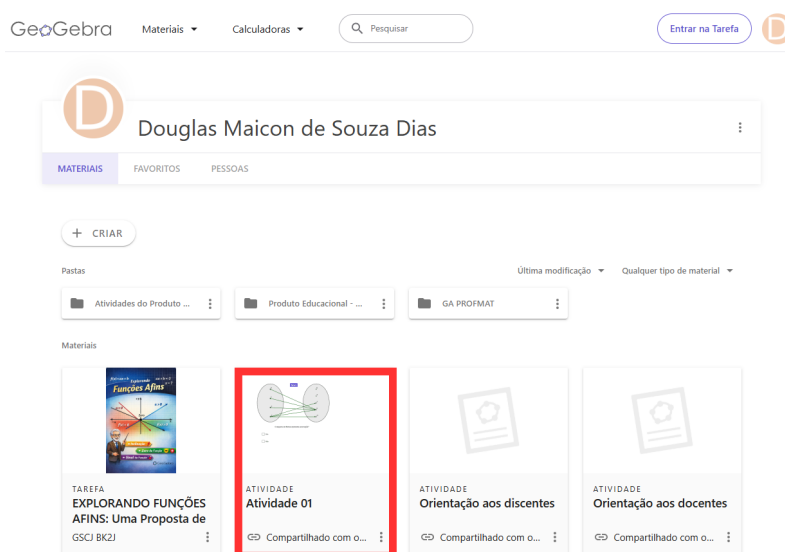 GeoGebra Materiais Calculadoras Pesquisar Entrar na Tarefa D
D
Douglas Maicon de Souza Dias
MATERIAIS FAVORITOS PESSOAS
+ CRIAR
Pastas Última modificação Qualquer tipo de material
Atividades do Produto ... Produto Educacional - ... GA PROFMAT
Materiais
Explorando
Funções Afins
TAREFA
EXPLORANDO FUNÇÕES
AFINS: Uma Proposta de
GSCJ BK2J
ATIVIDADE
Atividade 01
Compartilhado com o...
ATIVIDADE
Orientação aos discentes
Compartilhado com o...
ATIVIDADE
Orientação aos docentes
Compartilhado com o...